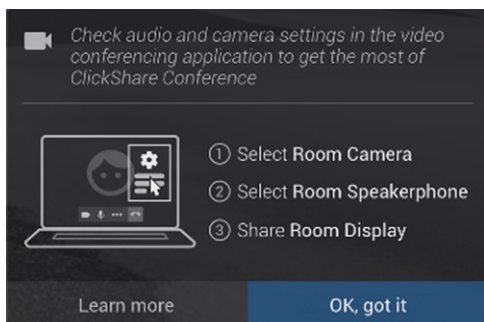 Check audio and camera settings in the video
conferencing application to get the most of
ClickShare Conference
① Select Room Camera
② Select Room Speakerphone
③ Share Room Display
Learn more
OK, got it